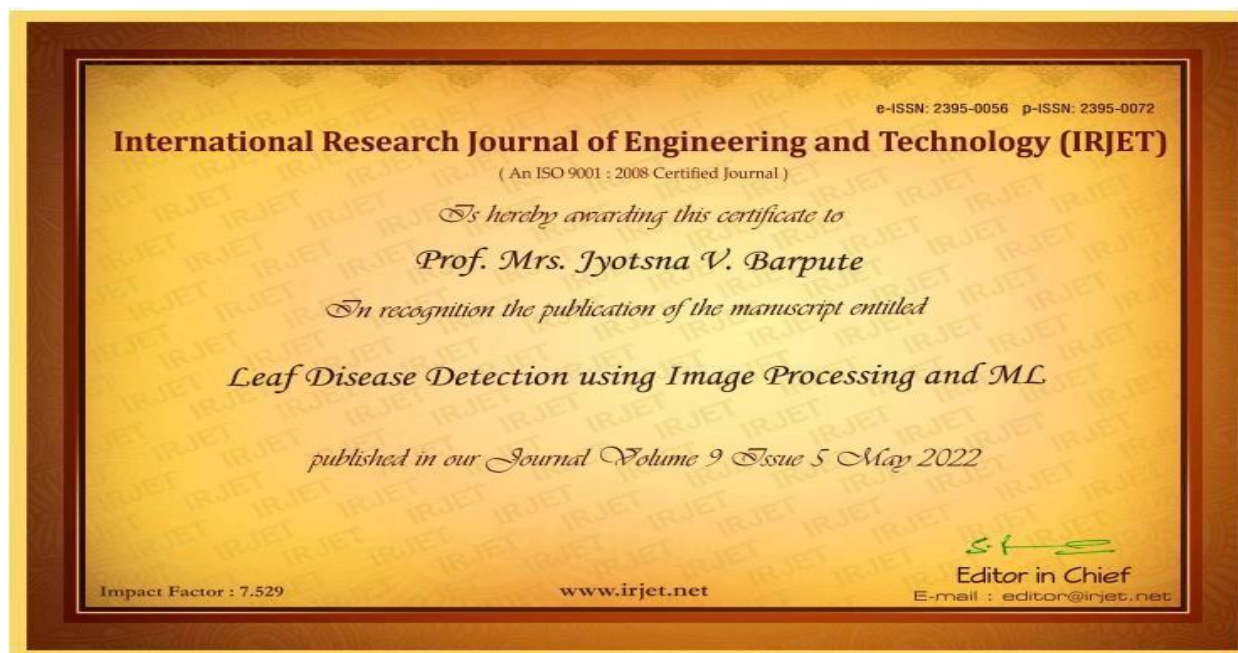 e-ISSN: 2395-0056 p-ISSN: 2395-0072
International Research Journal of Engineering and Technology (IRJET)
( An ISO 9001 : 2008 Certified Journal )
Is hereby awarding this certificate to
Prof. Mrs. Jyotsna V. Barpute
In recognition the publication of the manuscript entitled
Leaf Disease Detection using Image Processing and ML
published in our Journal Volume 9 Issue 5 May 2022
Editor in Chief
Impact Factor : 7.529 www.irjet.net E-mail : editor@irjet.net